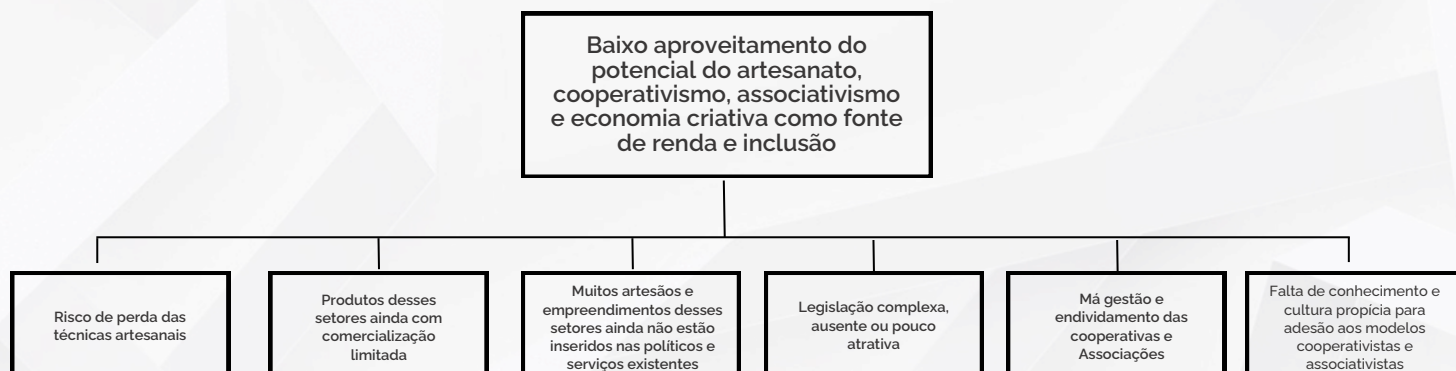 Baixo aproveitamento do
potencial do artesanato,
cooperativismo, associativismo
e economia criativa como fonte
de renda e inclusão
Risco de perda das
técnicas artesanais
Produtos desses
setores ainda com
comercialização
limitada
Muitos artesãos e
empreendimentos desses
setores ainda não estão
inseridos nas políticos e
serviços existentes
Legislação complexa,
ausente ou pouco
atrativa
Má gestão e
endividamento das
cooperativas e
Associações
Falta de conhecimento e
cultura propícia para
adesão aos modelos
cooperativistas e
associativistas